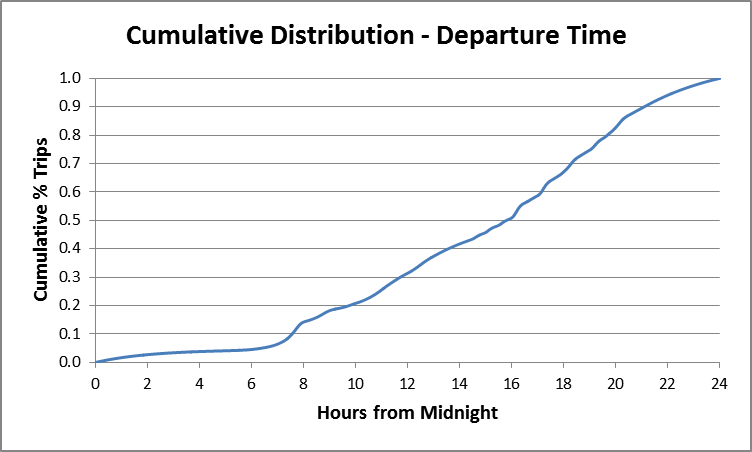 Cumulative Distribution - Departure Time
Cumulative % Trips
1.0
0.9
0.8
0.7
0.6
0.5
0.4
0.3
0.2
0.1
0.0
0 2 4 6 8 10 12 14 16 18 20 22 24
Hours from Midnight